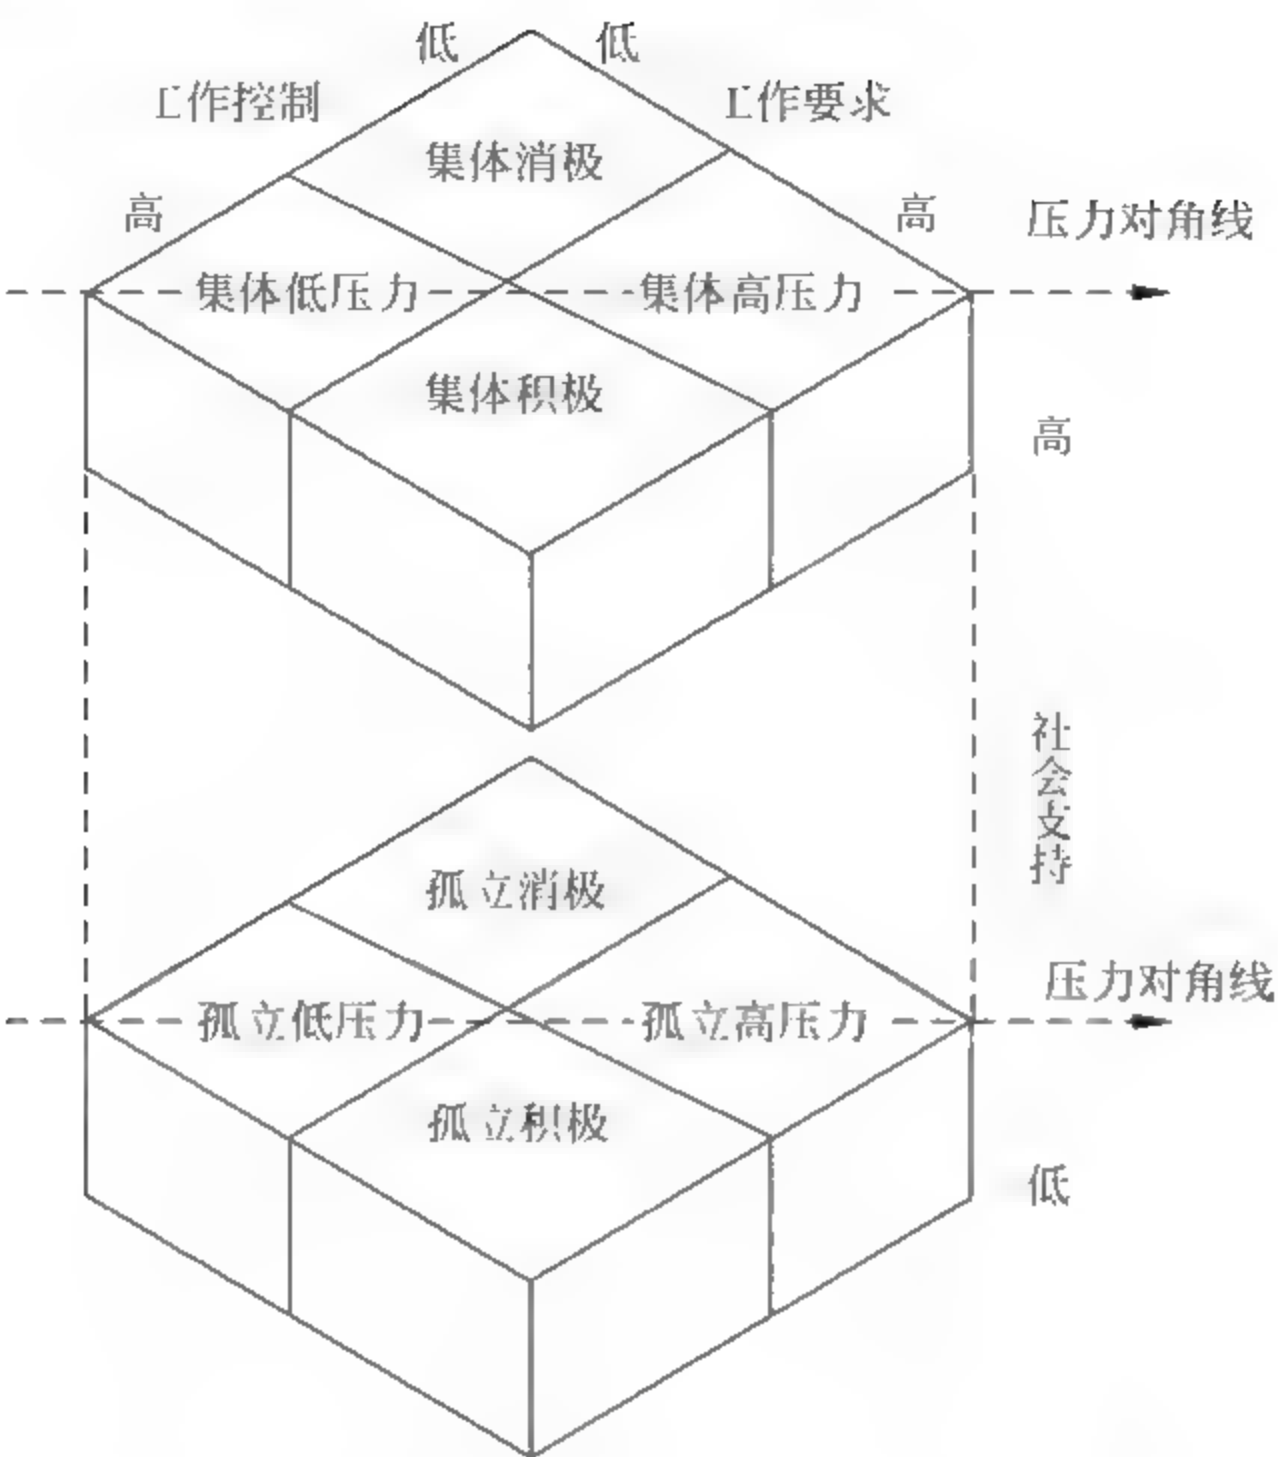 低 低
工作控制 工作要求
集体消极
高 高 压力对角线
集体低压力 集体高压力
集体积极
高
社会支持
孤立消极
压力对角线
孤立低压力 孤立高压力
孤立积极
低